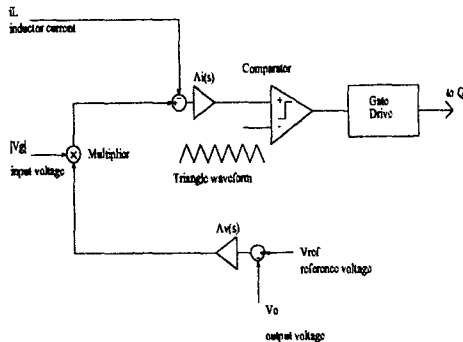 iL
inductor current
Ai(s)
Comparator
+
-
Gate
Drive
to Q
|Vg|
input voltage
Multiplier
Triangle waveform
Av(s)
Vref
reference voltage
Vo
output voltage